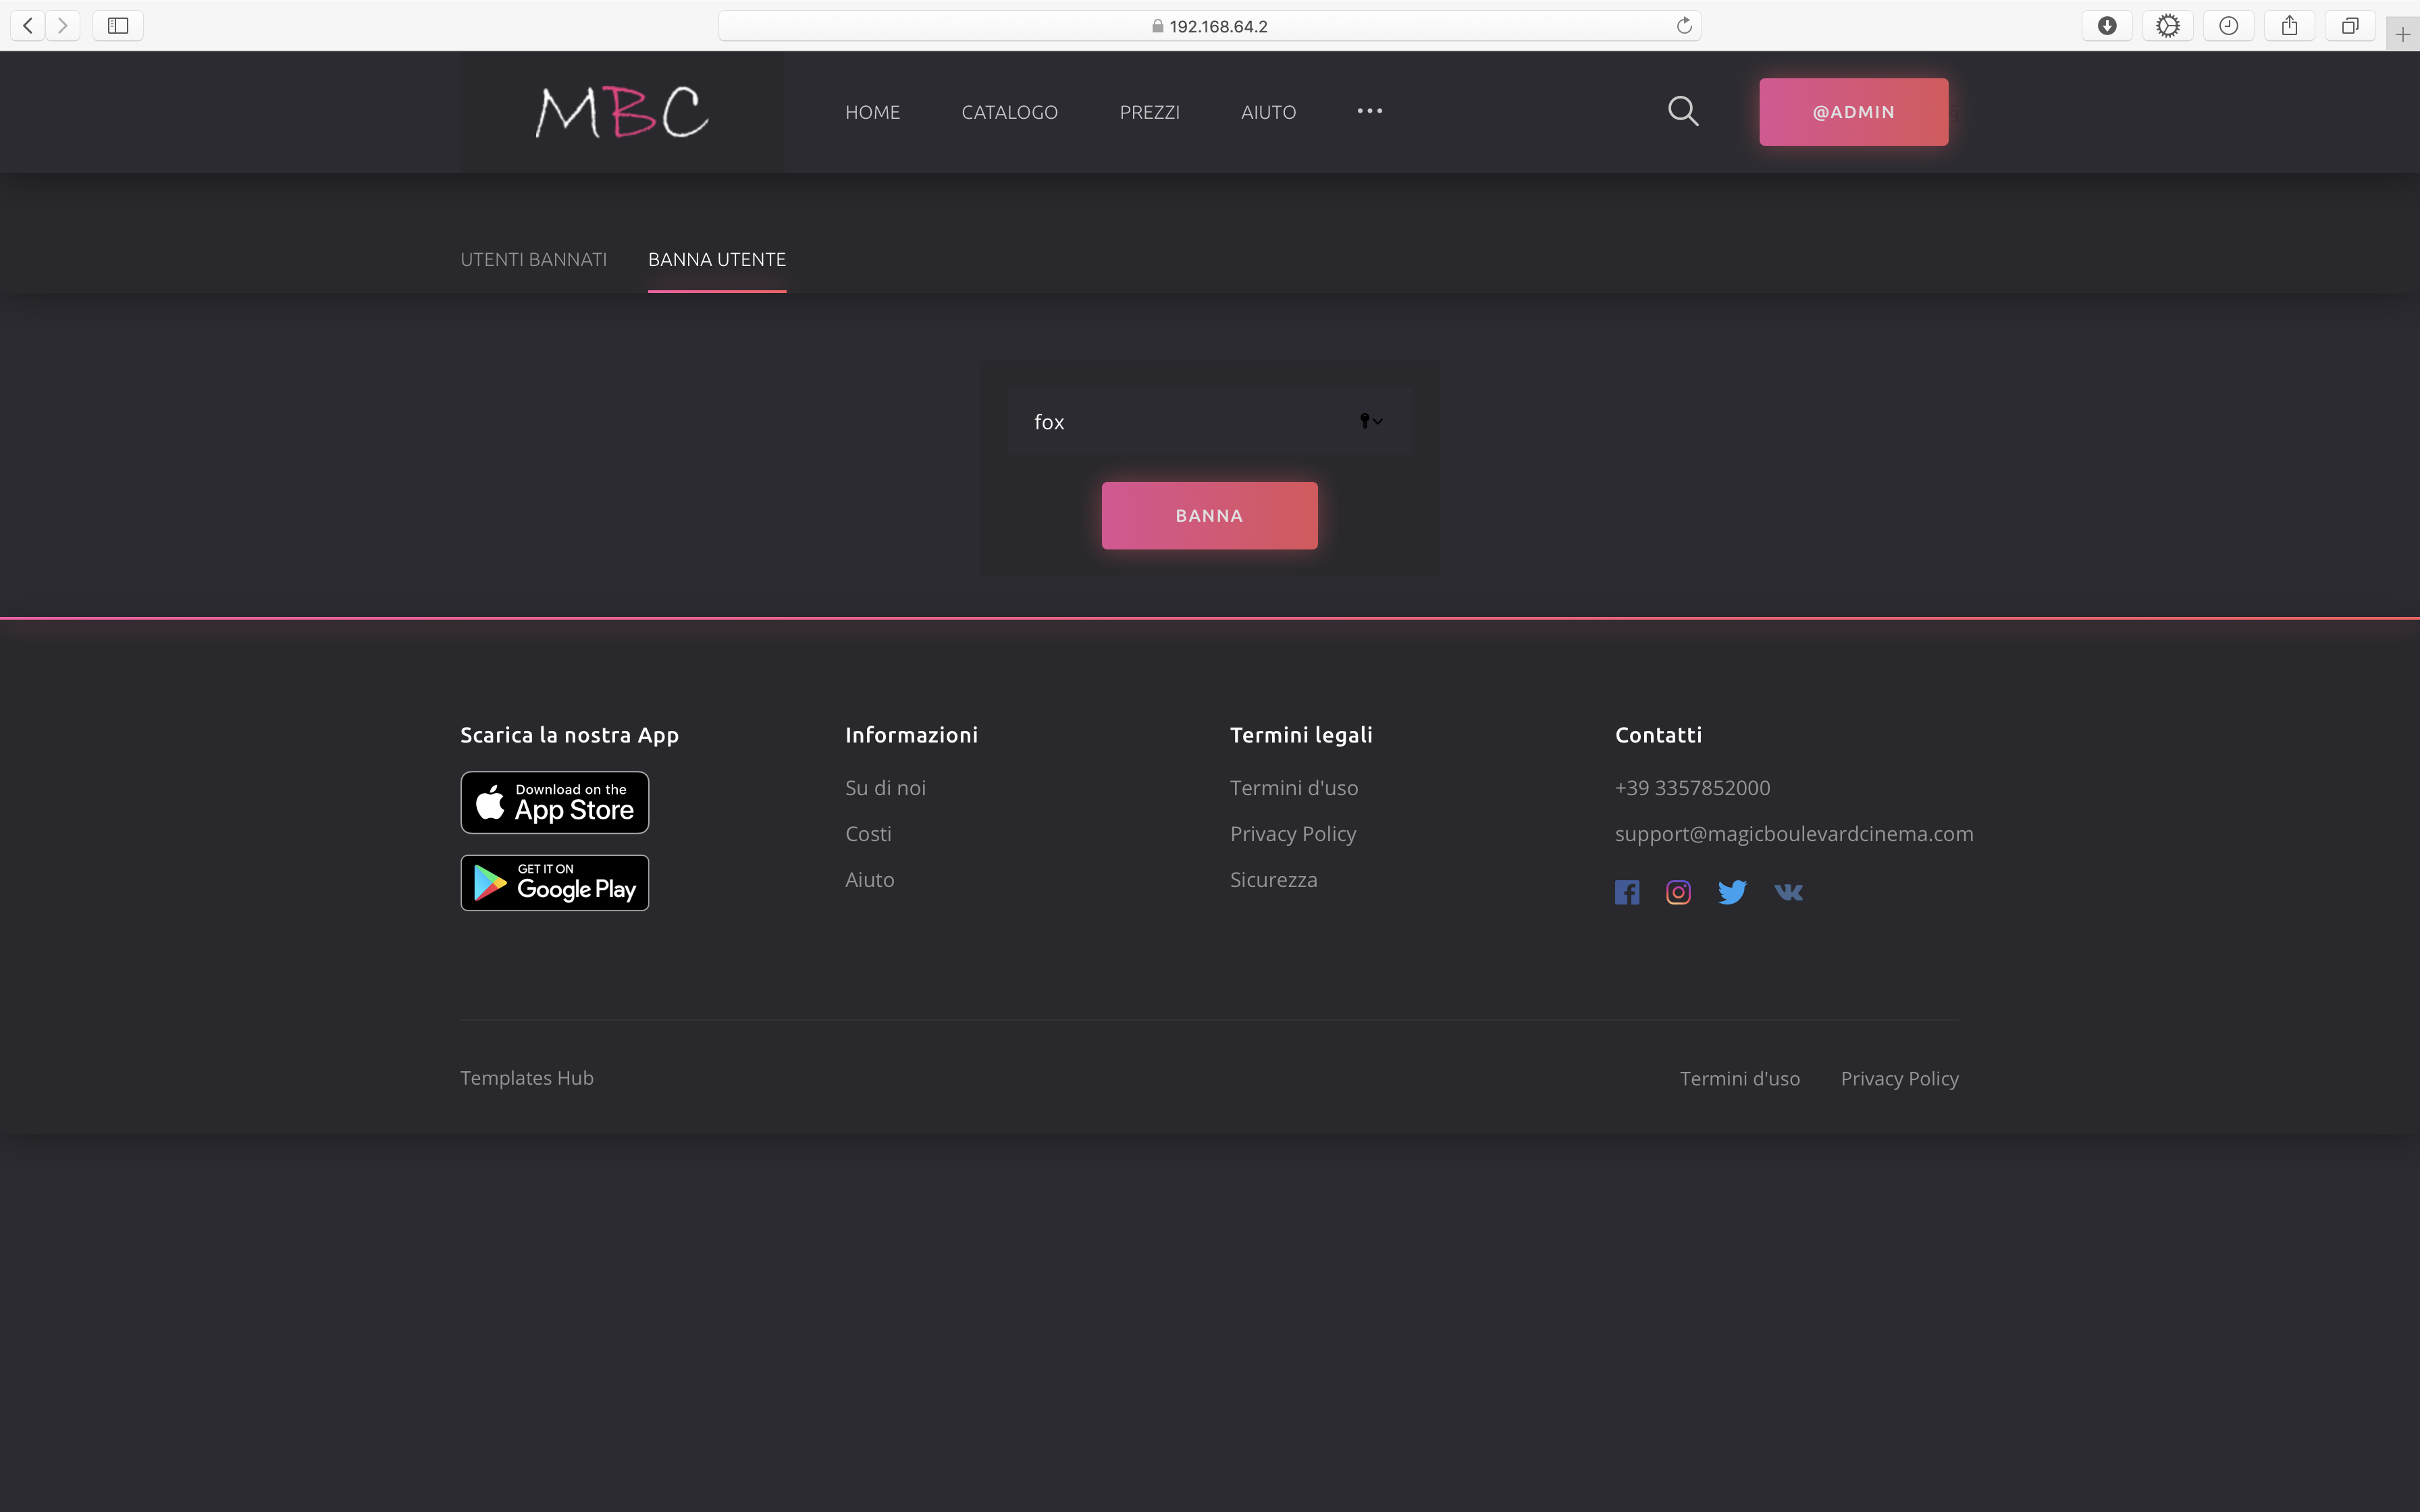 192.168.64.2
MBC
HOME
CATALOGO
PREZZI
AIUTO
@ADMIN
UTENTI BANNATI
BANNA UTENTE
fox
BANNA
Scarica la nostra App
Download on the
App Store
GET IT ON
Google Play
Informazioni
Su di noi
Costi
Aiuto
Termini legali
Termini d'uso
Privacy Policy
Sicurezza
Contatti
+39 3357852000
support@magicboulevardcinema.com
Templates Hub
Termini d'uso
Privacy Policy